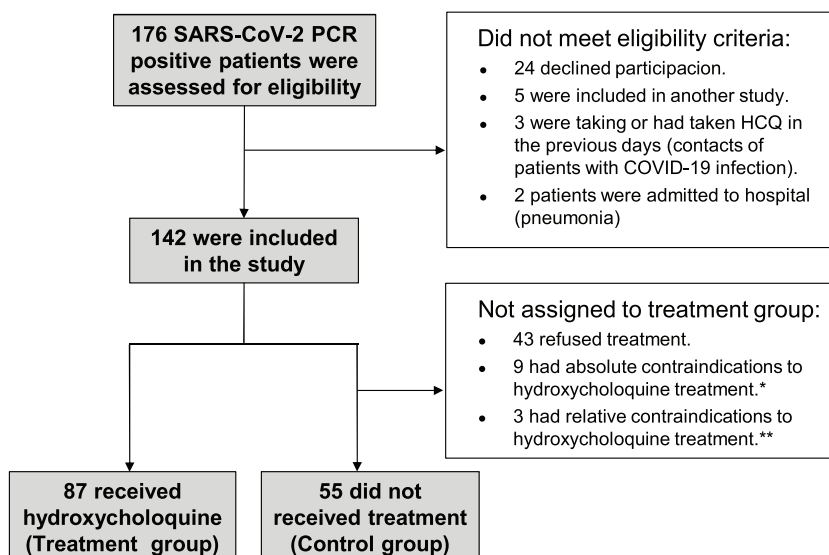 176 SARS-CoV-2 PCR
positive patients were
assessed for eligibility
Did not meet eligibility criteria:
• 24 declined participacion.
• 5 were included in another study.
• 3 were taking or had taken HCQ in
the previous days (contacts of
patients with COVID-19 infection).
• 2 patients were admitted to hospital
(pneumonia)
142 were included
in the study
Not assigned to treatment group:
• 43 refused treatment.
• 9 had absolute contraindications to
hydroxycholoquine treatment.*
• 3 had relative contraindications to
hydroxycholoquine treatment.**
87 received
hydroxycholoquine
(Treatment group)
55 did not
received treatment
(Control group)